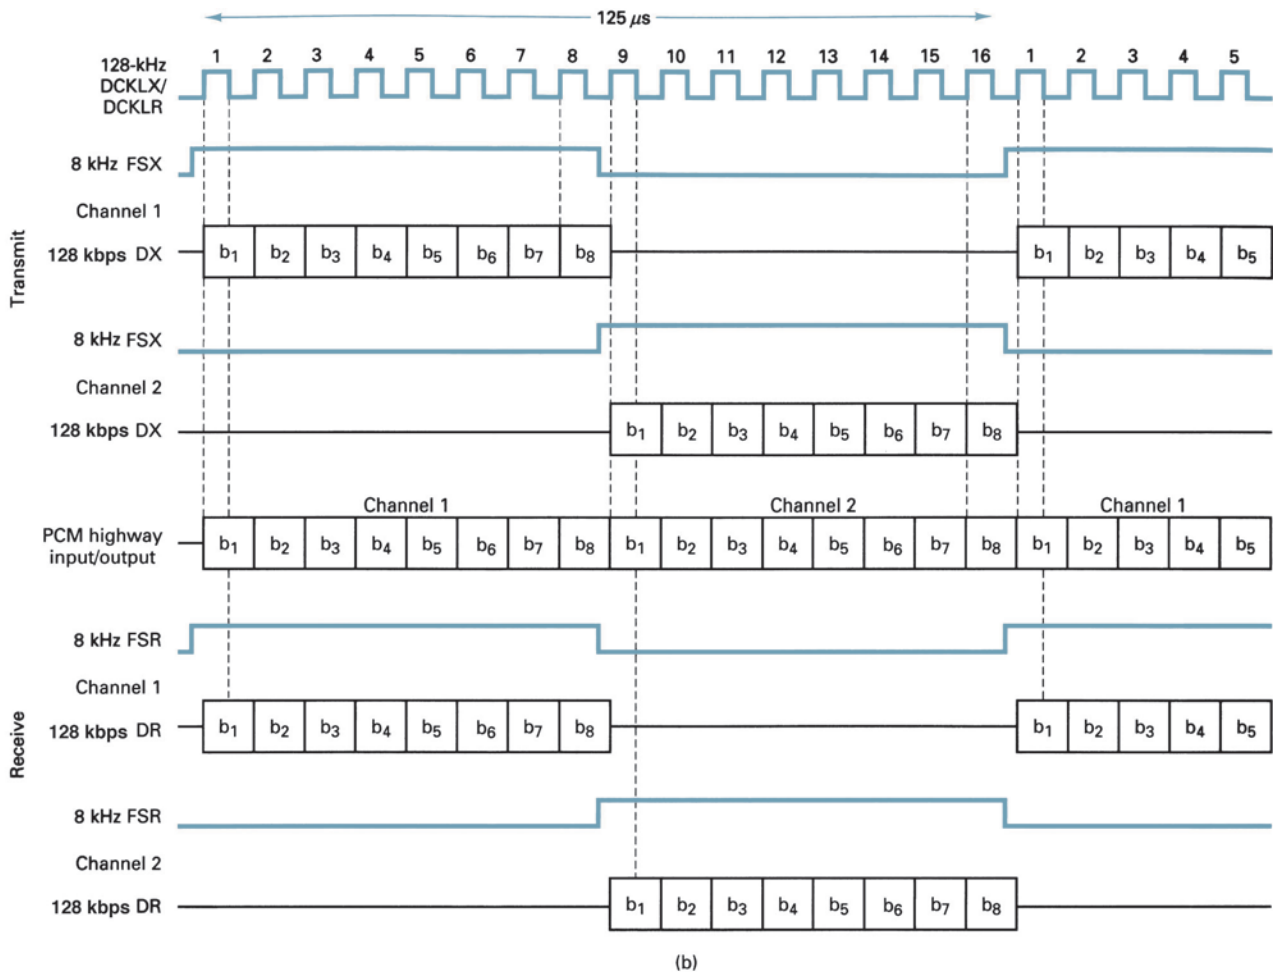 125 μs
1 2 3 4 5 6 7 8 9 10 11 12 13 14 15 16 1 2 3 4 5
128-kHz
DCKLX/
DCKLR
Transmit
8 kHz FSX
Channel 1
128 kbps DX
b1 b2 b3 b4 b5 b6 b7 b8 b1 b2 b3 b4 b5
8 kHz FSX
Channel 2
128 kbps DX
b1 b2 b3 b4 b5 b6 b7 b8
Channel 1 Channel 2 Channel 1
PCM highway
input/output
b1 b2 b3 b4 b5 b6 b7 b8 b1 b2 b3 b4 b5 b6 b7 b8 b1 b2 b3 b4 b5
Receive
8 kHz FSR
Channel 1
128 kbps DR
b1 b2 b3 b4 b5 b6 b7 b8 b1 b2 b3 b4 b5
8 kHz FSR
Channel 2
128 kbps DR
b1 b2 b3 b4 b5 b6 b7 b8
(b)